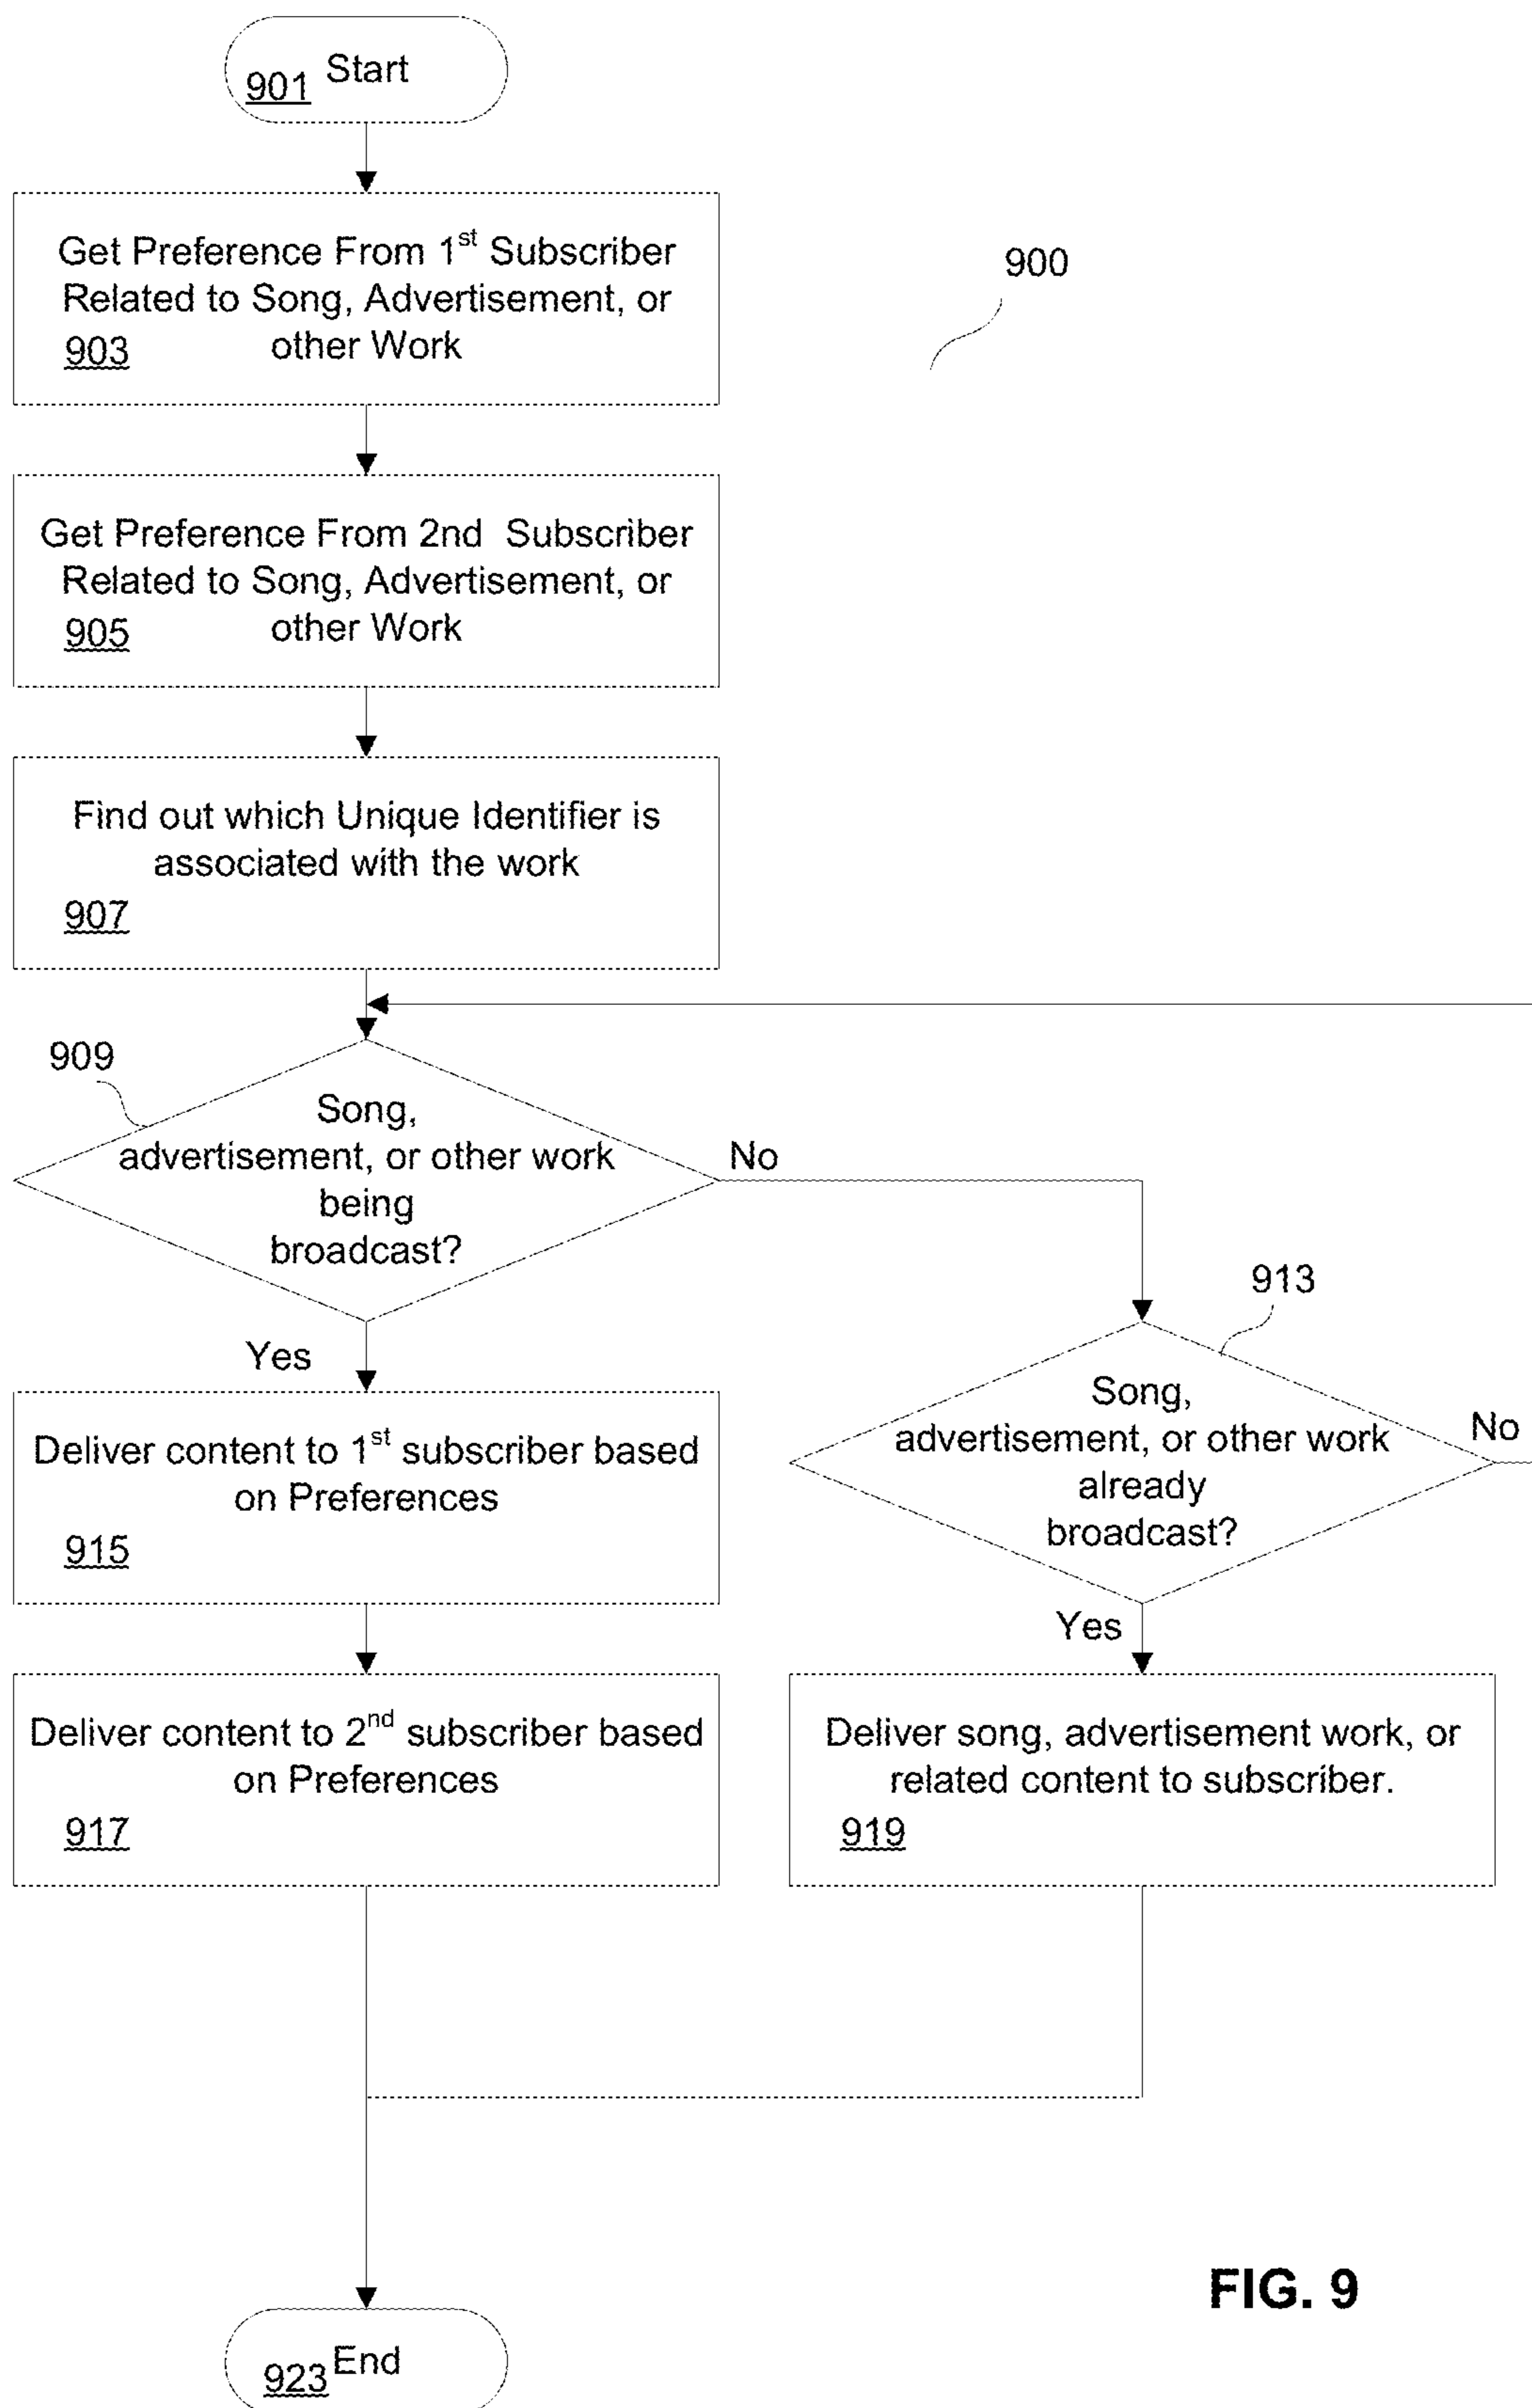 Start
901
Get Preference From 1st Subscriber
Related to Song, Advertisement, or
other Work
903
900
Get Preference From 2nd Subscriber
Related to Song, Advertisement, or
other Work
905
Find out which Unique Identifier is
associated with the work
907
909
Song,
advertisement, or other work
being
broadcast?
No
Yes
913
Song,
advertisement, or other work
already
broadcast?
No
Yes
Deliver content to 1st subscriber based
on Preferences
915
Deliver content to 2nd subscriber based
on Preferences
917
Deliver song, advertisement work, or
related content to subscriber.
919
FIG. 9
End
923